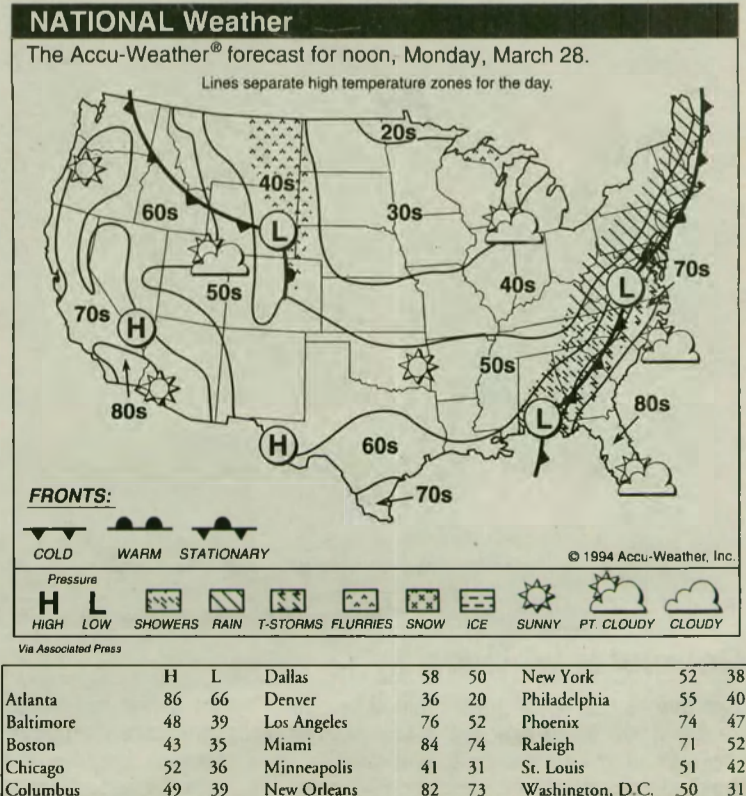 NATIONAL Weather
The Accu-Weather® forecast for noon, Monday, March 28.
Lines separate high temperature zones for the day.
20s
40s
60s
30s
L
50s
40s
70s
L
70s
H
50s
80s
80s
L
H
60s
70s
FRONTS:
COLD WARM STATIONARY
© 1994 Accu-Weather, Inc.
Pressure
H L
HIGH LOW SHOWERS RAIN T-STORMS FLURRIES SNOW ICE SUNNY PT. CLOUDY CLOUDY
Via Associated Press
H L Dallas 58 50 New York 52 38
Atlanta 86 66 Denver 36 20 Philadelphia 55 40
Baltimore 48 39 Los Angeles 76 52 Phoenix 74 47
Boston 43 35 Miami 84 74 Raleigh 71 52
Chicago 52 36 Minneapolis 41 31 St. Louis 51 42
Columbus 49 39 New Orleans 82 73 Washington, D.C. 50 31